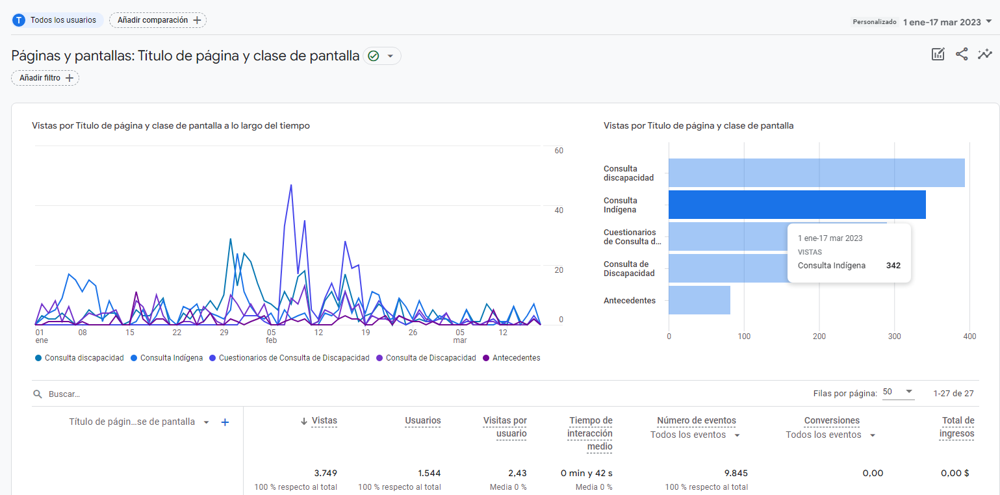 T Todos los usuarios
Añadir comparación +
Personalizado 1 ene-17 mar 2023
Páginas y pantallas: Título de página y clase de pantalla
Añadir filtro +
Vistas por Título de página y clase de pantalla a lo largo del tiempo
60
40
20
0
01
ene
08
15
22
29
05
feb
12
19
26
05
mar
12
Consulta discapacidad
Consulta Indígena
Cuestionarios de Consulta de Discapacidad
Consulta de Discapacidad
Antecedentes
Vistas por Título de página y clase de pantalla
Consulta
discapacidad
Consulta
Indígena
Cuestionarios
de Consulta d...
Consulta de
Discapacidad
Antecedentes
0
100
200
300
400
1 ene-17 mar 2023
VISTAS
Consulta Indígena 342
Buscar...
Filas por página: 50
1-27 de 27
Título de págin...se de pantalla +
Vistas
Usuarios
Visitas por
usuario
Tiempo de
interacción
medio
Número de eventos
Todos los eventos
Conversiones
Todos los eventos
Total de
ingresos
3.749
100 % respecto al total
1.544
100 % respecto al total
2,43
Media 0 %
0 min y 42 s
Media 0 %
9.845
100 % respecto al total
0,00
0,00 $